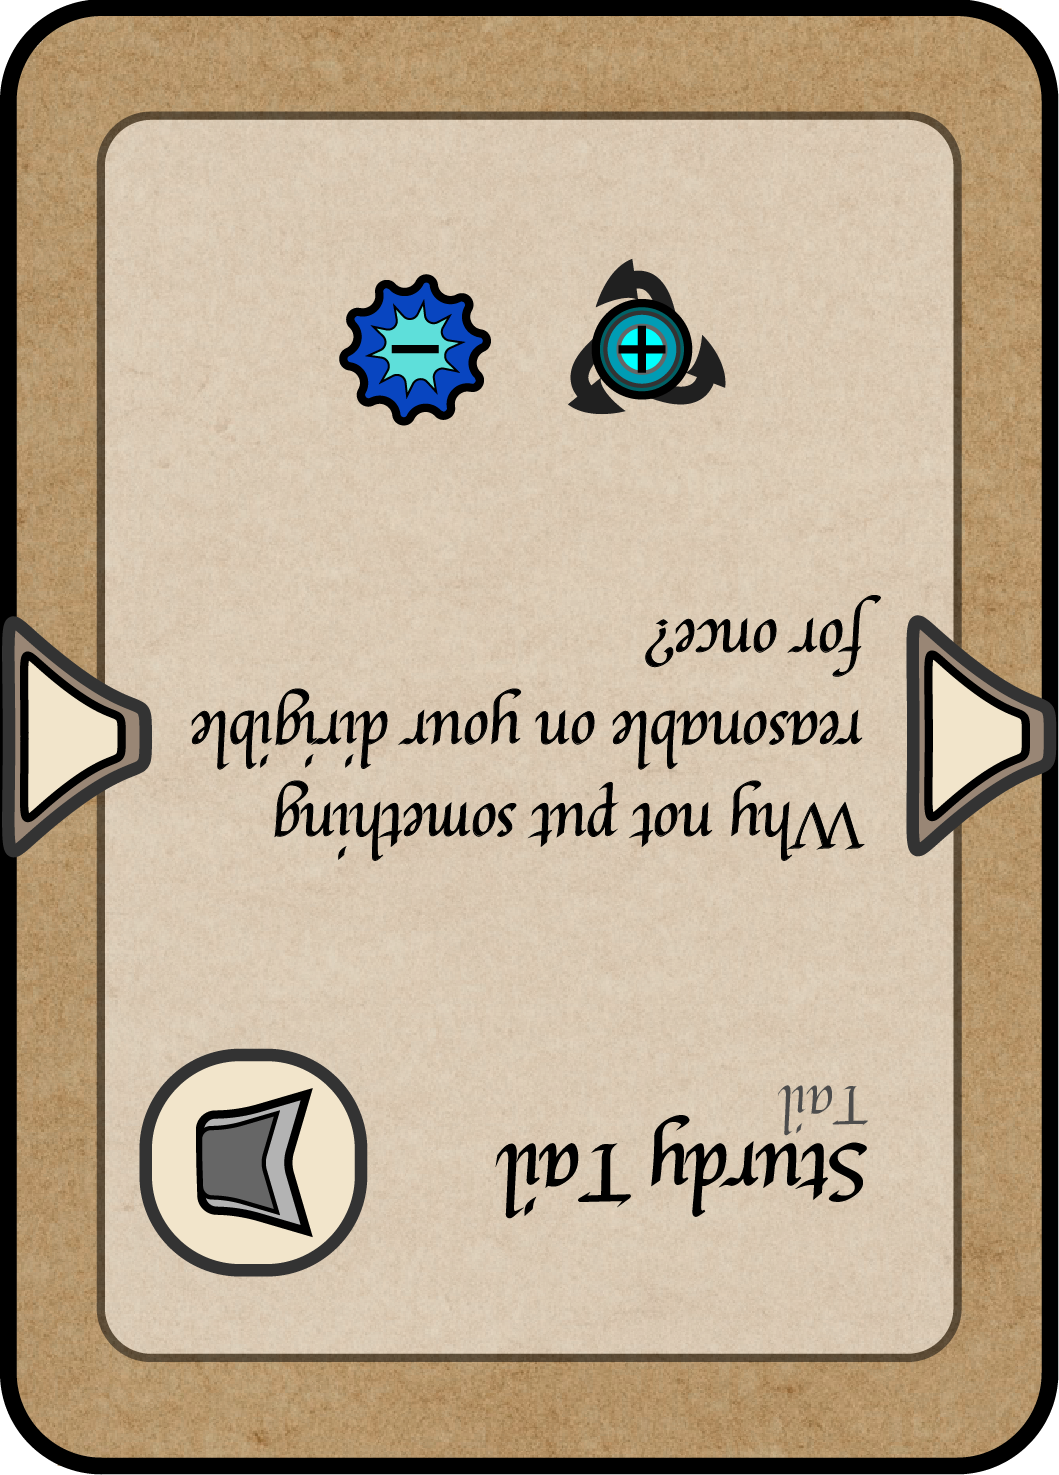 Sturdy Tail
Tail
Why not put something
reasonable on your dirigible
for once?